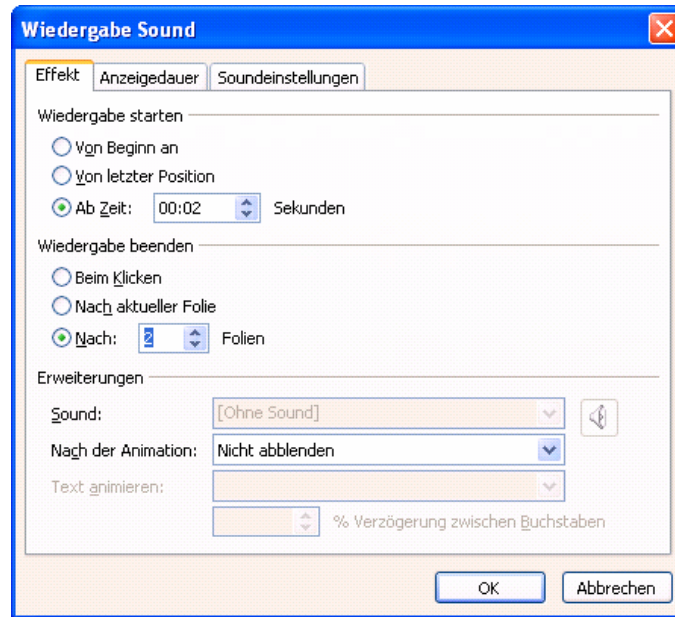 Wiedergabe Sound
Effekt Anzeigedauer Soundeinstellungen
Wiedergabe starten
Von Beginn an
Von letzter Position
Ab Zeit: 00:02 Sekunden
Wiedergabe beenden
Beim Klicken
Nach aktueller Folie
Nach: 2 Folien
Erweiterungen
Sound: [Ohne Sound]
Nach der Animation: Nicht abblenden
Text animieren:
% Verzögerung zwischen Buchstaben
OK Abbrechen